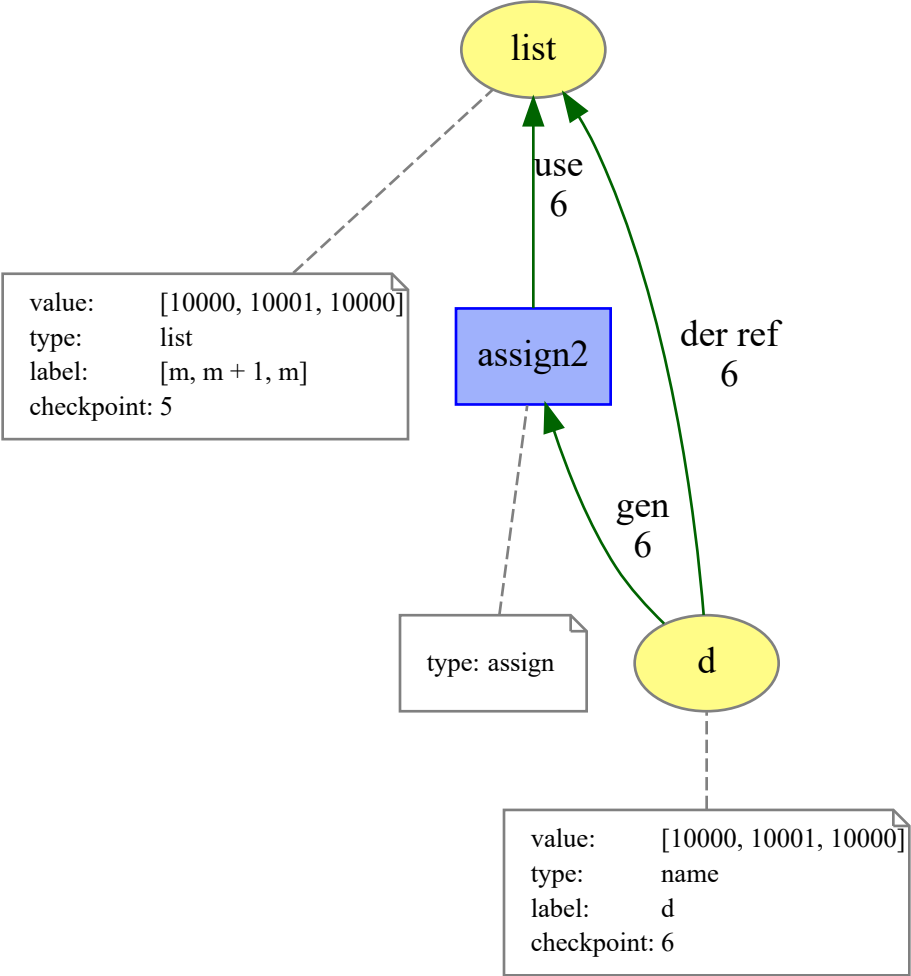 list
use
6
value: [10000, 10001, 10000]
type: list
label: [m, m + 1, m]
checkpoint: 5
der ref
6
assign2
gen
6
type: assign
d
value: [10000, 10001, 10000]
type: name
label: d
checkpoint: 6